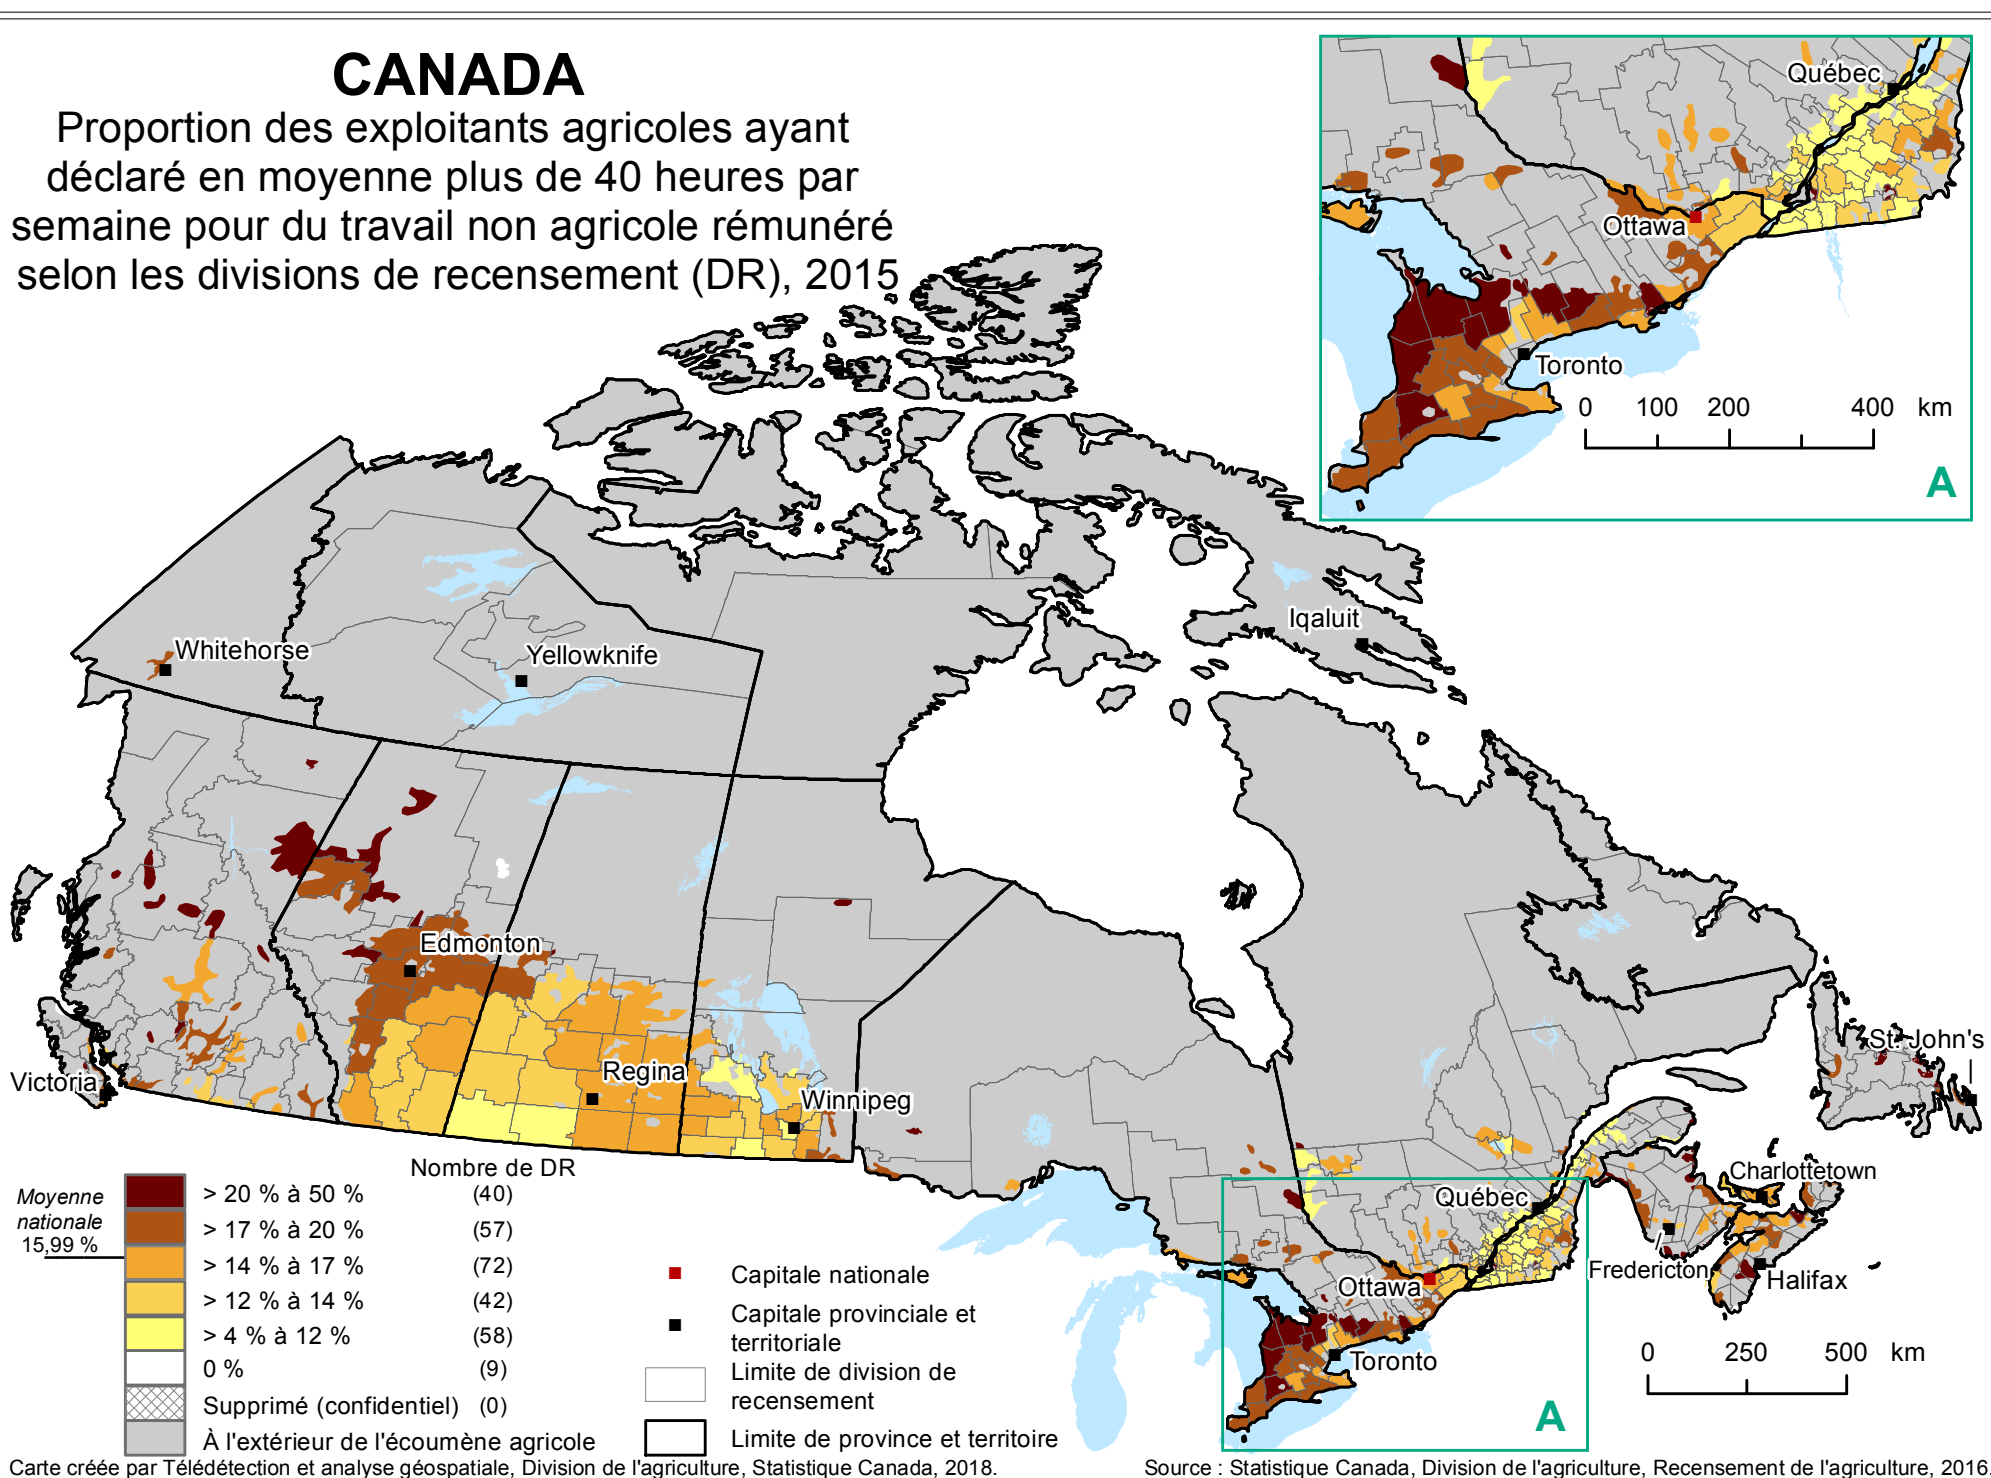 CANADA
Proportion des exploitants agricoles ayant
déclaré en moyenne plus de 40 heures par
semaine pour du travail non agricole rémunéré
selon les divisions de recensement (DR), 2015
Québec
Ottawa
Toronto
0 100 200 400 km
A
Whitehorse
Yellowknife
Iqaluit
Edmonton
Victoria
Regina
Winnipeg
St. John's
Charlottetown
Québec
Fredericton
Halifax
Ottawa
Toronto
A
0 250 500 km
Nombre de DR
Moyenne
nationale
15,99 %
> 20 % à 50 % (40)
> 17 % à 20 % (57)
> 14 % à 17 % (72)
> 12 % à 14 % (42)
> 4 % à 12 % (58)
0 % (9)
Supprimé (confidentiel) (0)
À l'extérieur de l'écoumène agricole
Capitale nationale
Capitale provinciale et
territoriale
Limite de division de
recensement
Limite de province et territoire
Carte créée par Télédétection et analyse géospatiale, Division de l'agriculture, Statistique Canada, 2018.
Source : Statistique Canada, Division de l'agriculture, Recensement de l'agriculture, 2016.